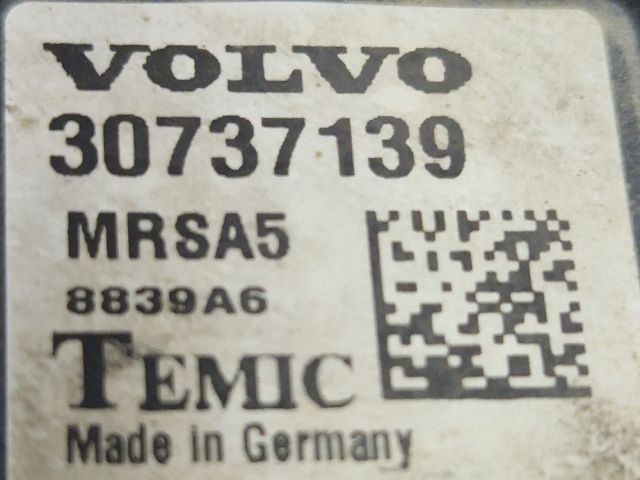 VOLVO
30737139
MRSA5
8839A6
TEMIC
Made in Germany